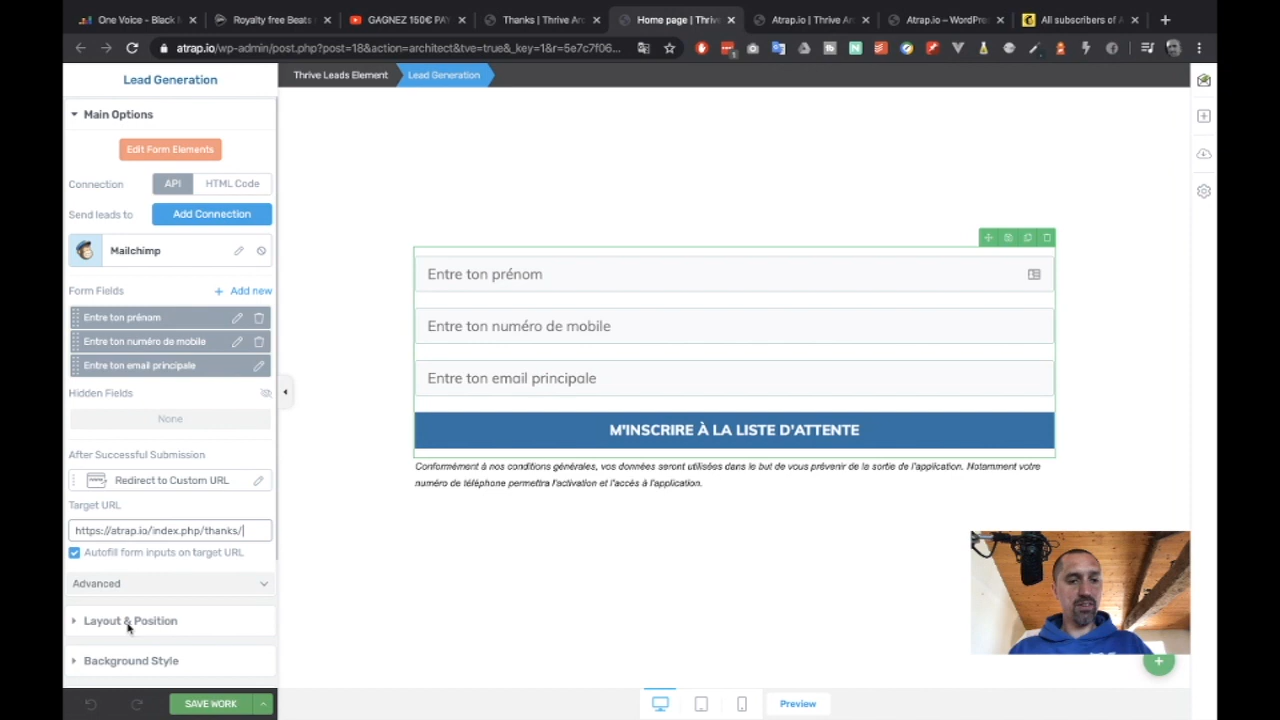 One Voice - Black M
Royalty free Beats
GAGNEZ 150€ PAY
Thanks | Thrive Arc
Home page | Thrive
Atrap.io | Thrive Ar
Atrap.io – WordPre
All subscribers of A
atrap.io/wp-admin/post.php?post=18&action=architect&tve=true&_key=1&r=5e7c7f06...
Lead Generation
Thrive Leads Element
Lead Generation
Main Options
Edit Form Elements
Connection
API
HTML Code
Send leads to
Add Connection
Mailchimp
Form Fields
+ Add new
Entre ton prénom
Entre ton numéro de mobile
Entre ton email principale
Hidden Fields
None
After Successful Submission
Redirect to Custom URL
Target URL
https://atrap.io/index.php/thanks/
Autofill form inputs on target URL
Advanced
Layout & Position
Background Style
SAVE WORK
Entre ton prénom
Entre ton numéro de mobile
Entre ton email principale
M'INSCRIRE À LA LISTE D'ATTENTE
Conformément à nos conditions générales, vos données seront utilisées dans le but de vous prévenir de la sortie de l'application. Notamment votre
numéro de téléphone permettra l'activation et l'accès à l'application.
Preview